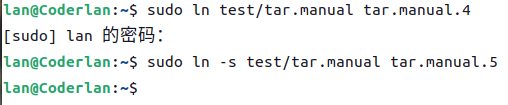 lan@Coderlan:~$ sudo ln test/tar.manual tar.manual.4
[sudo] lan 的密码：
lan@Coderlan:~$ sudo ln -s test/tar.manual tar.manual.5
lan@Coderlan:~$